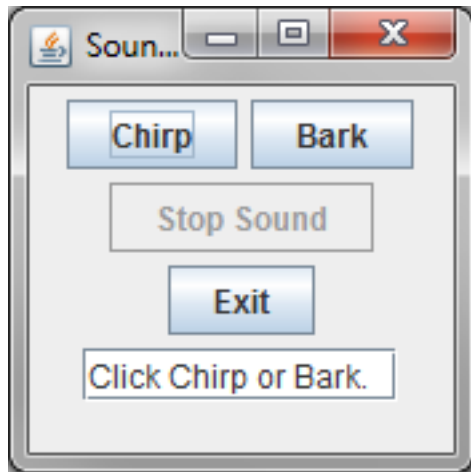 Soun...
Chirp Bark
Stop Sound
Exit
Click Chirp or Bark.